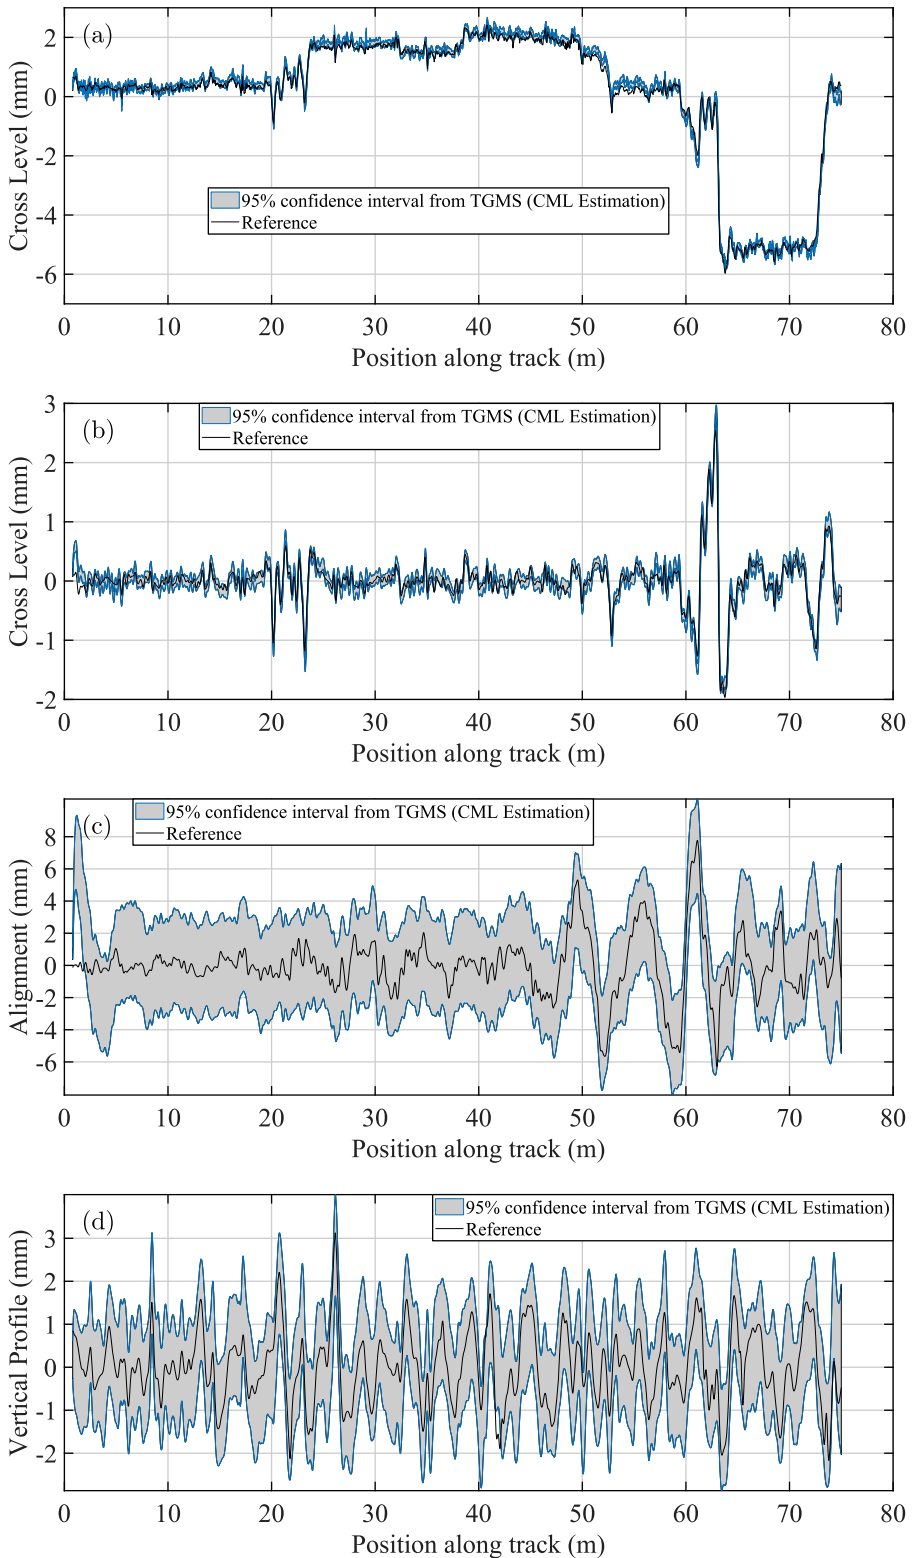 (a)
Cross Level (mm)
2
0
-2
-4
-6
95% confidence interval from TGMS (CML Estimation)
Reference
0 10 20 30 40 50 60 70 80
Position along track (m)
(b)
Cross Level (mm)
3
2
1
0
-1
-2
95% confidence interval from TGMS (CML Estimation)
Reference
0 10 20 30 40 50 60 70 80
Position along track (m)
(c)
Alignment (mm)
8
6
4
2
0
-2
-4
-6
95% confidence interval from TGMS (CML Estimation)
Reference
0 10 20 30 40 50 60 70 80
Position along track (m)
(d)
Vertical Profile (mm)
3
2
1
0
-1
-2
95% confidence interval from TGMS (CML Estimation)
Reference
0 10 20 30 40 50 60 70 80
Position along track (m)